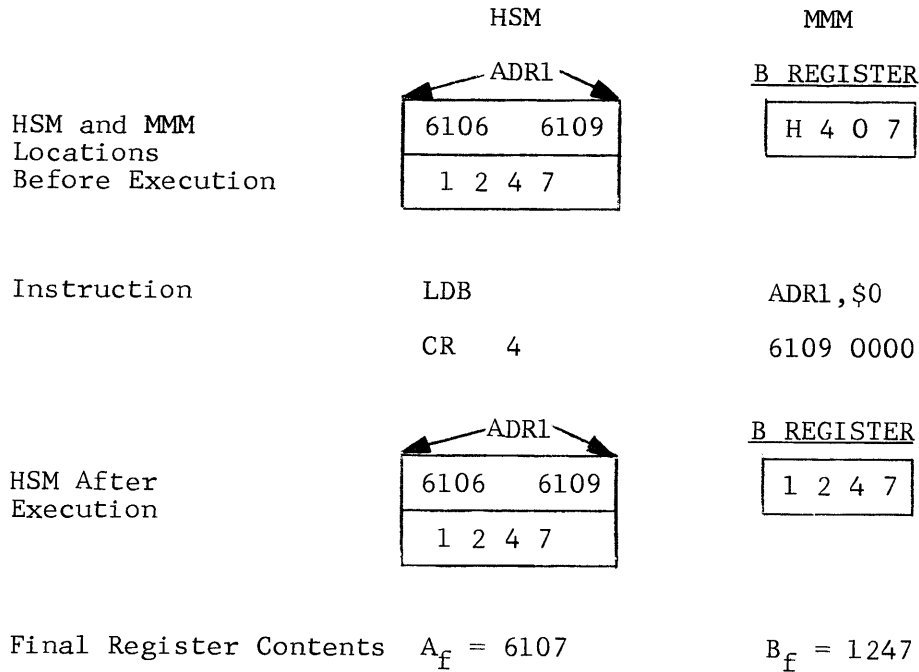 HSM MMM
ADR1 B REGISTER
HSM and MMM 6106 6109 H 4 0 7
Locations
Before Execution 1 2 4 7
Instruction LDB ADR1,$0
CR 4 6109 0000
ADR1 B REGISTER
HSM After 6106 6109 1 2 4 7
Execution
1 2 4 7
Final Register Contents Af = 6107 Bf = 1247